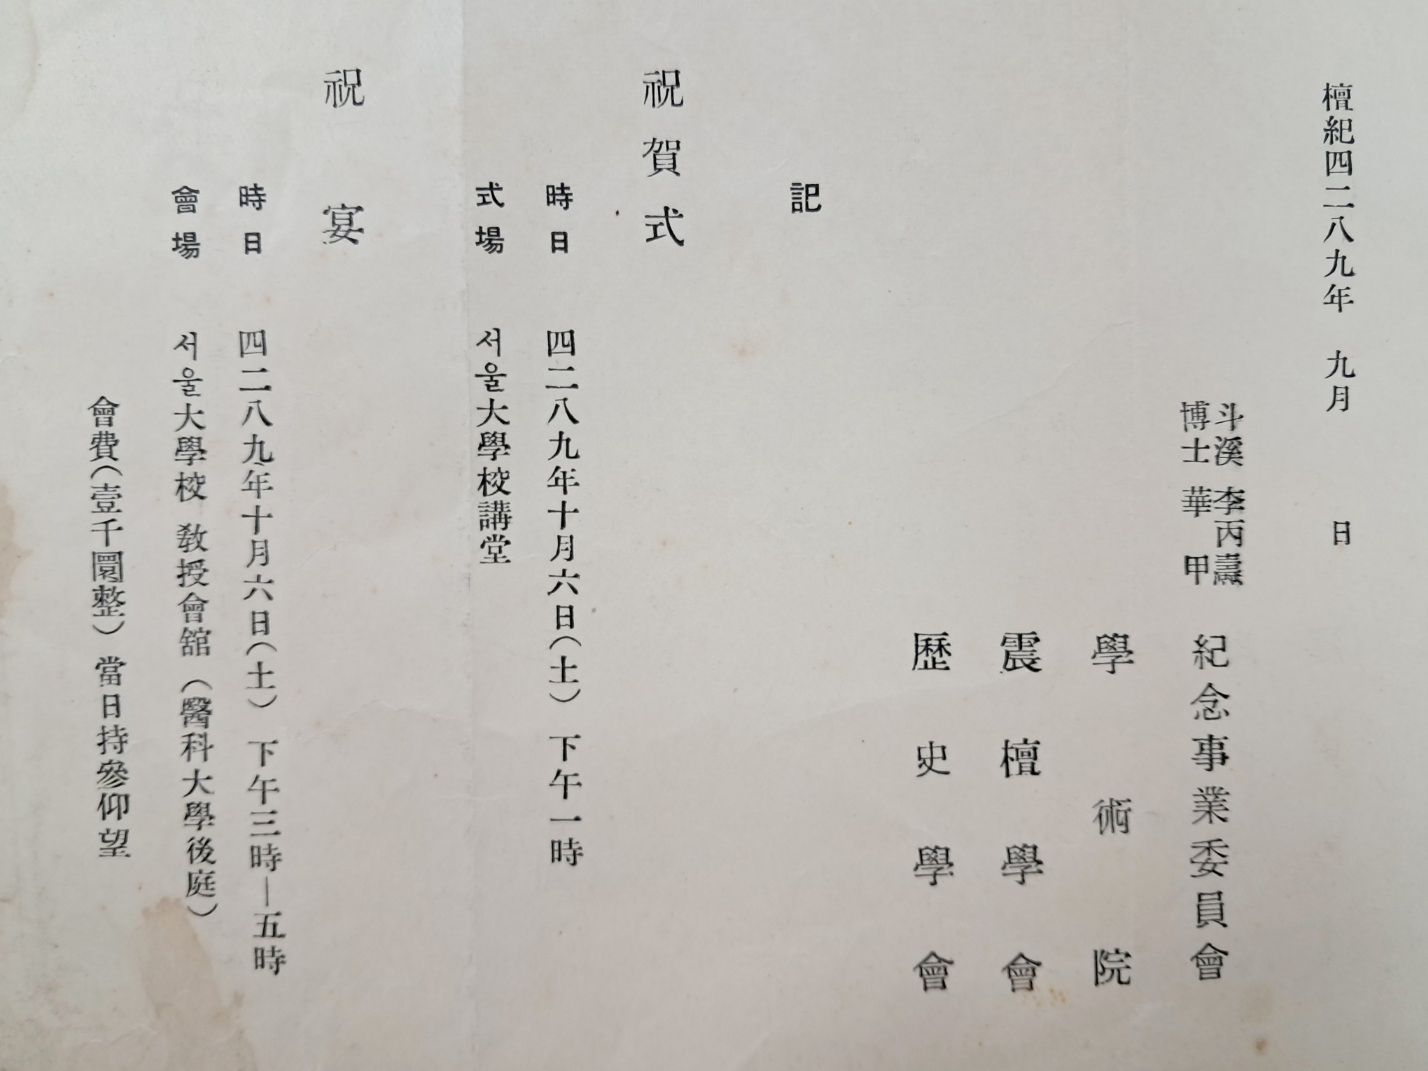 檀紀四二八九年 九月 日
斗溪 李丙燾
博士 華甲
紀念事業委員會
學術院
震檀學會
歷史學會
記
祝賀式
時日 四二八九年十月六日(土) 下午一時
式場 서울大學校講堂
祝宴
時日 四二八九年十月六日(土) 下午三時—五時
會場 서울大學校 敎授會舘 (醫科大學後庭)
會費(壹千圜整) 當日持參仰望